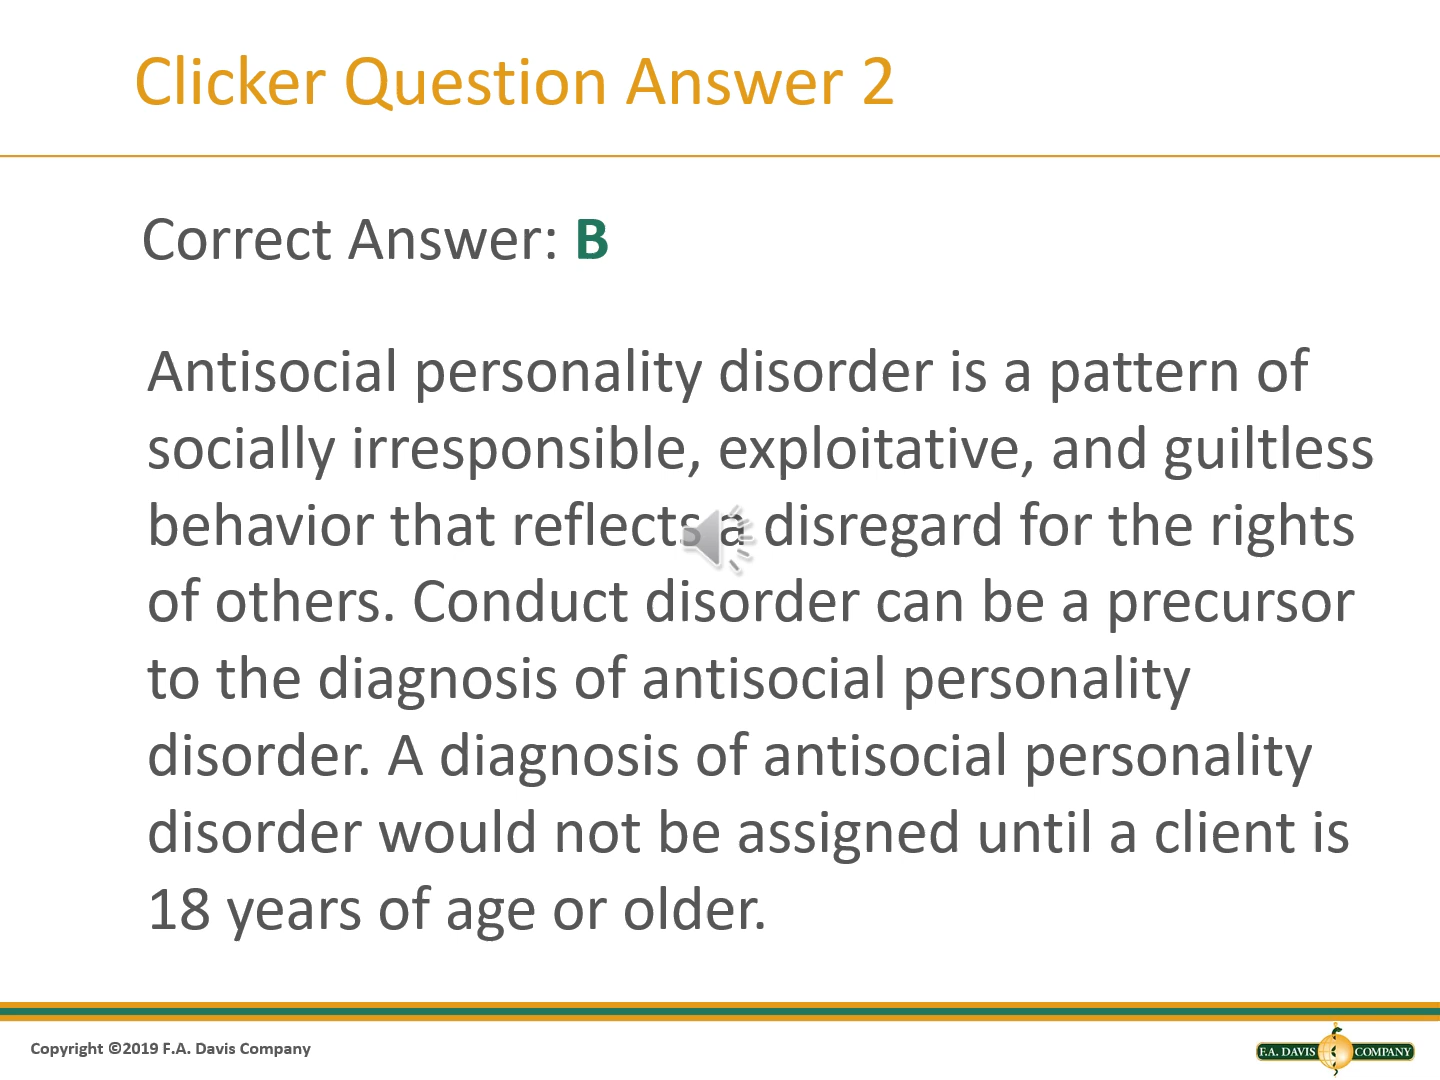 Clicker Question Answer 2
Correct Answer: B
Antisocial personality disorder is a pattern of
socially irresponsible, exploitative, and guiltless
behavior that reflects a disregard for the rights
of others. Conduct disorder can be a precursor
to the diagnosis of antisocial personality
disorder. A diagnosis of antisocial personality
disorder would not be assigned until a client is
18 years of age or older.
Copyright ©2019 F.A. Davis Company
F.A. DAVIS COMPANY